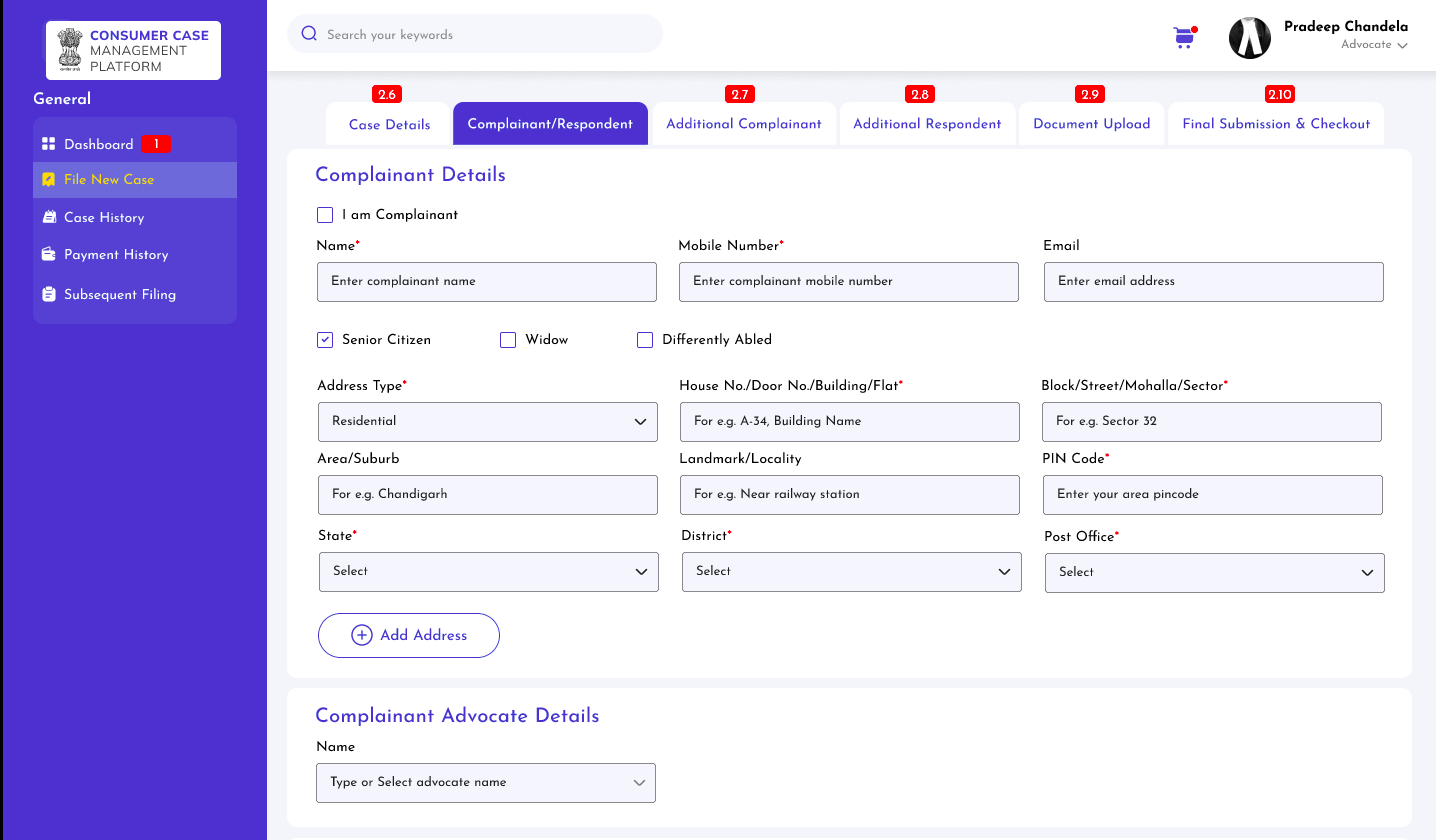 CONSUMER CASE
MANAGEMENT
PLATFORM
General
Dashboard 1
File New Case
Case History
Payment History
Subsequent Filing
Search your keywords
Pradeep Chandela
Advocate
2.6 2.7 2.8 2.9 2.10
Case Details Complainant/Respondent Additional Complainant Additional Respondent Document Upload Final Submission & Checkout
Complainant Details
I am Complainant
Name* Mobile Number* Email
Enter complainant name Enter complainant mobile number Enter email address
Senior Citizen Widow Differently Abled
Address Type* House No./Door No./Building/Flat* Block/Street/Mohalla/Sector*
Residential For e.g. A-34, Building Name For e.g. Sector 32
Area/Suburb Landmark/Locality PIN Code*
For e.g. Chandigarh For e.g. Near railway station Enter your area pincode
State* District* Post Office*
Select Select Select
Add Address
Complainant Advocate Details
Name
Type or Select advocate name